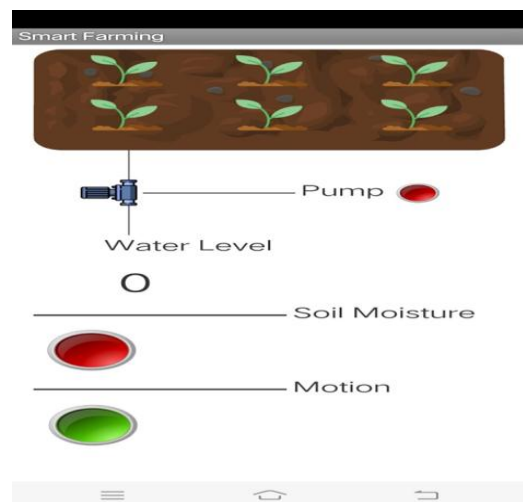 Smart Farming
Pump
Water Level
0
Soil Moisture
Motion